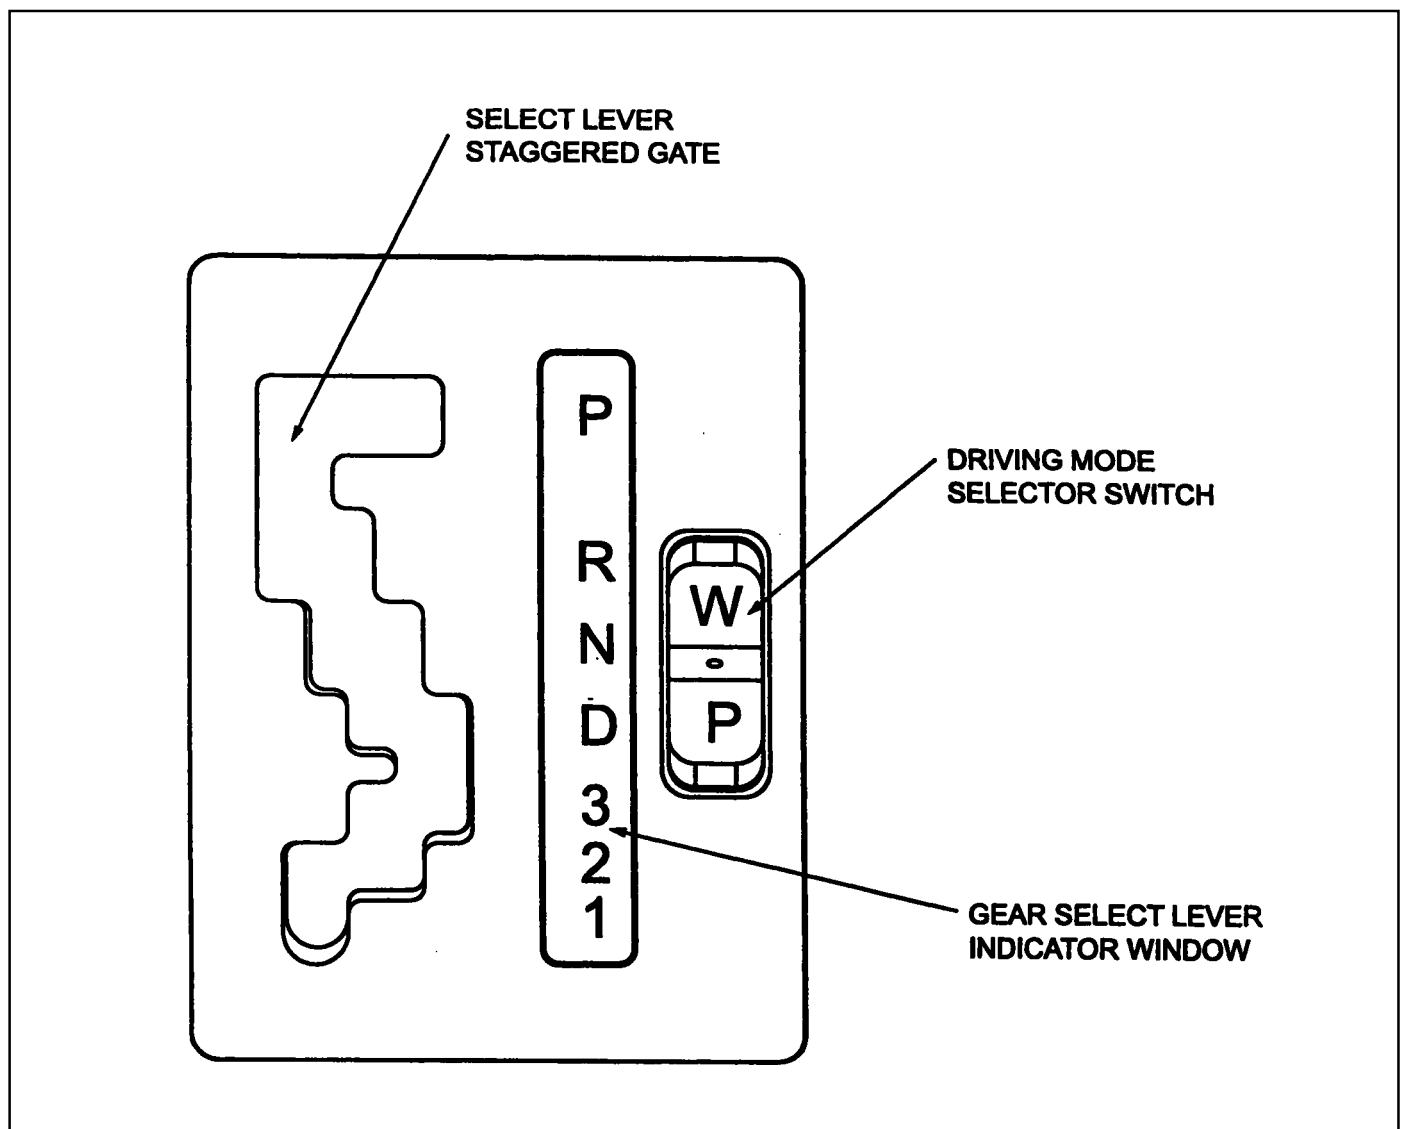 SELECT LEVER
STAGGERED GATE
P
R
N
D
3
2
1
W
P
DRIVING MODE
SELECTOR SWITCH
GEAR SELECT LEVER
INDICATOR WINDOW